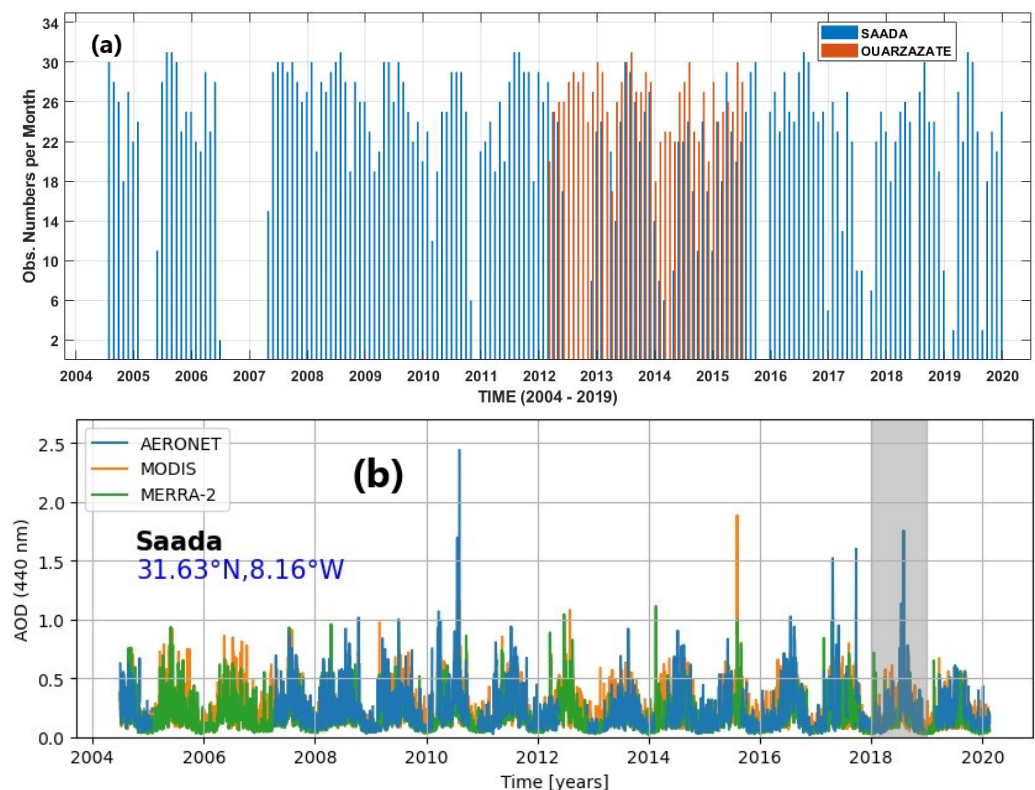 (a)
SAADA
OUARZAZATE
34
30
26
22
18
14
10
6
2
Obs. Numbers per Month
2004 2005 2006 2007 2008 2009 2010 2011 2012 2013 2014 2015 2016 2017 2018 2019 2020
TIME (2004 - 2019)
(b)
AERONET
MODIS
MERRA-2
Saada
31.63°N,8.16°W
2.5
2.0
1.5
1.0
0.5
0.0
AOD (440 nm)
2004 2006 2008 2010 2012 2014 2016 2018 2020
Time [years]